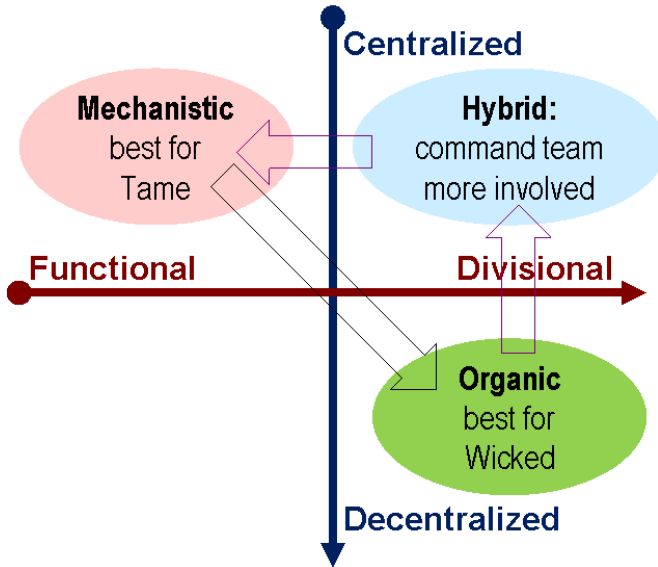 Centralized
Mechanistic
best for
Tame
Hybrid:
command team
more involved
Functional
Divisional
Organic
best for
Wicked
Decentralized